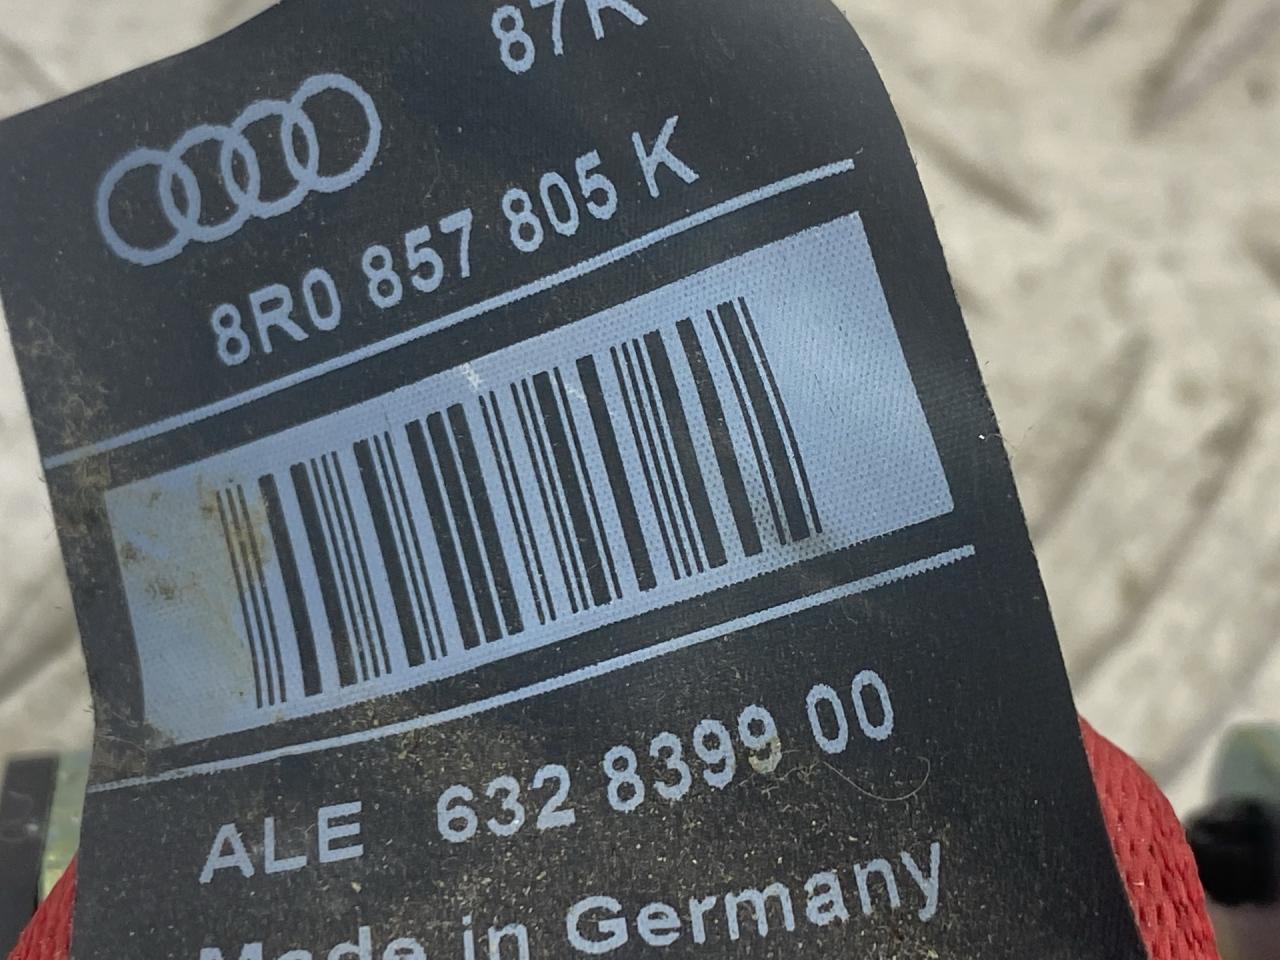 87K
8R0 857 805 K
ALE 632 8399 00
Made in Germany